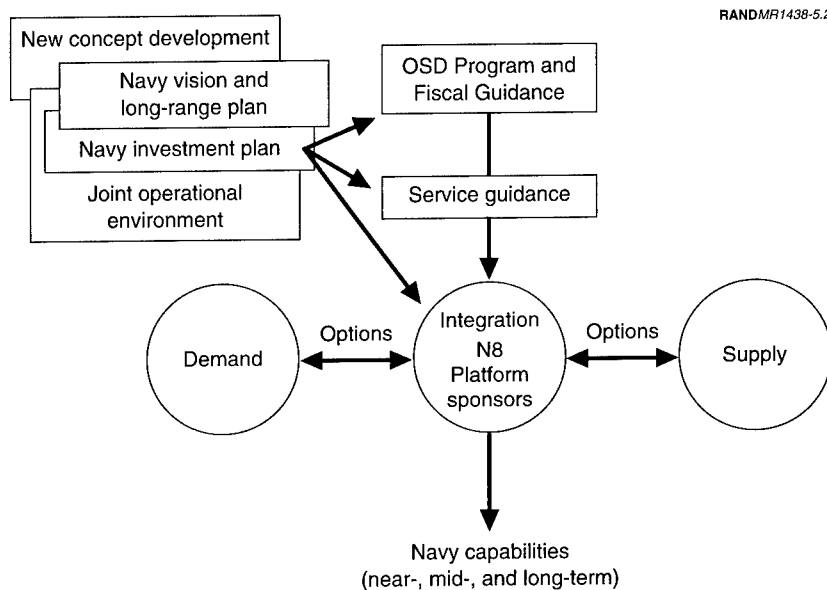 RANDMR1438-5.2
New concept development
Navy vision and
long-range plan
Navy investment plan
Joint operational
environment
OSD Program and
Fiscal Guidance
Service guidance
Demand
Options
Integration
N8
Platform
sponsors
Options
Supply
Navy capabilities
(near-, mid-, and long-term)